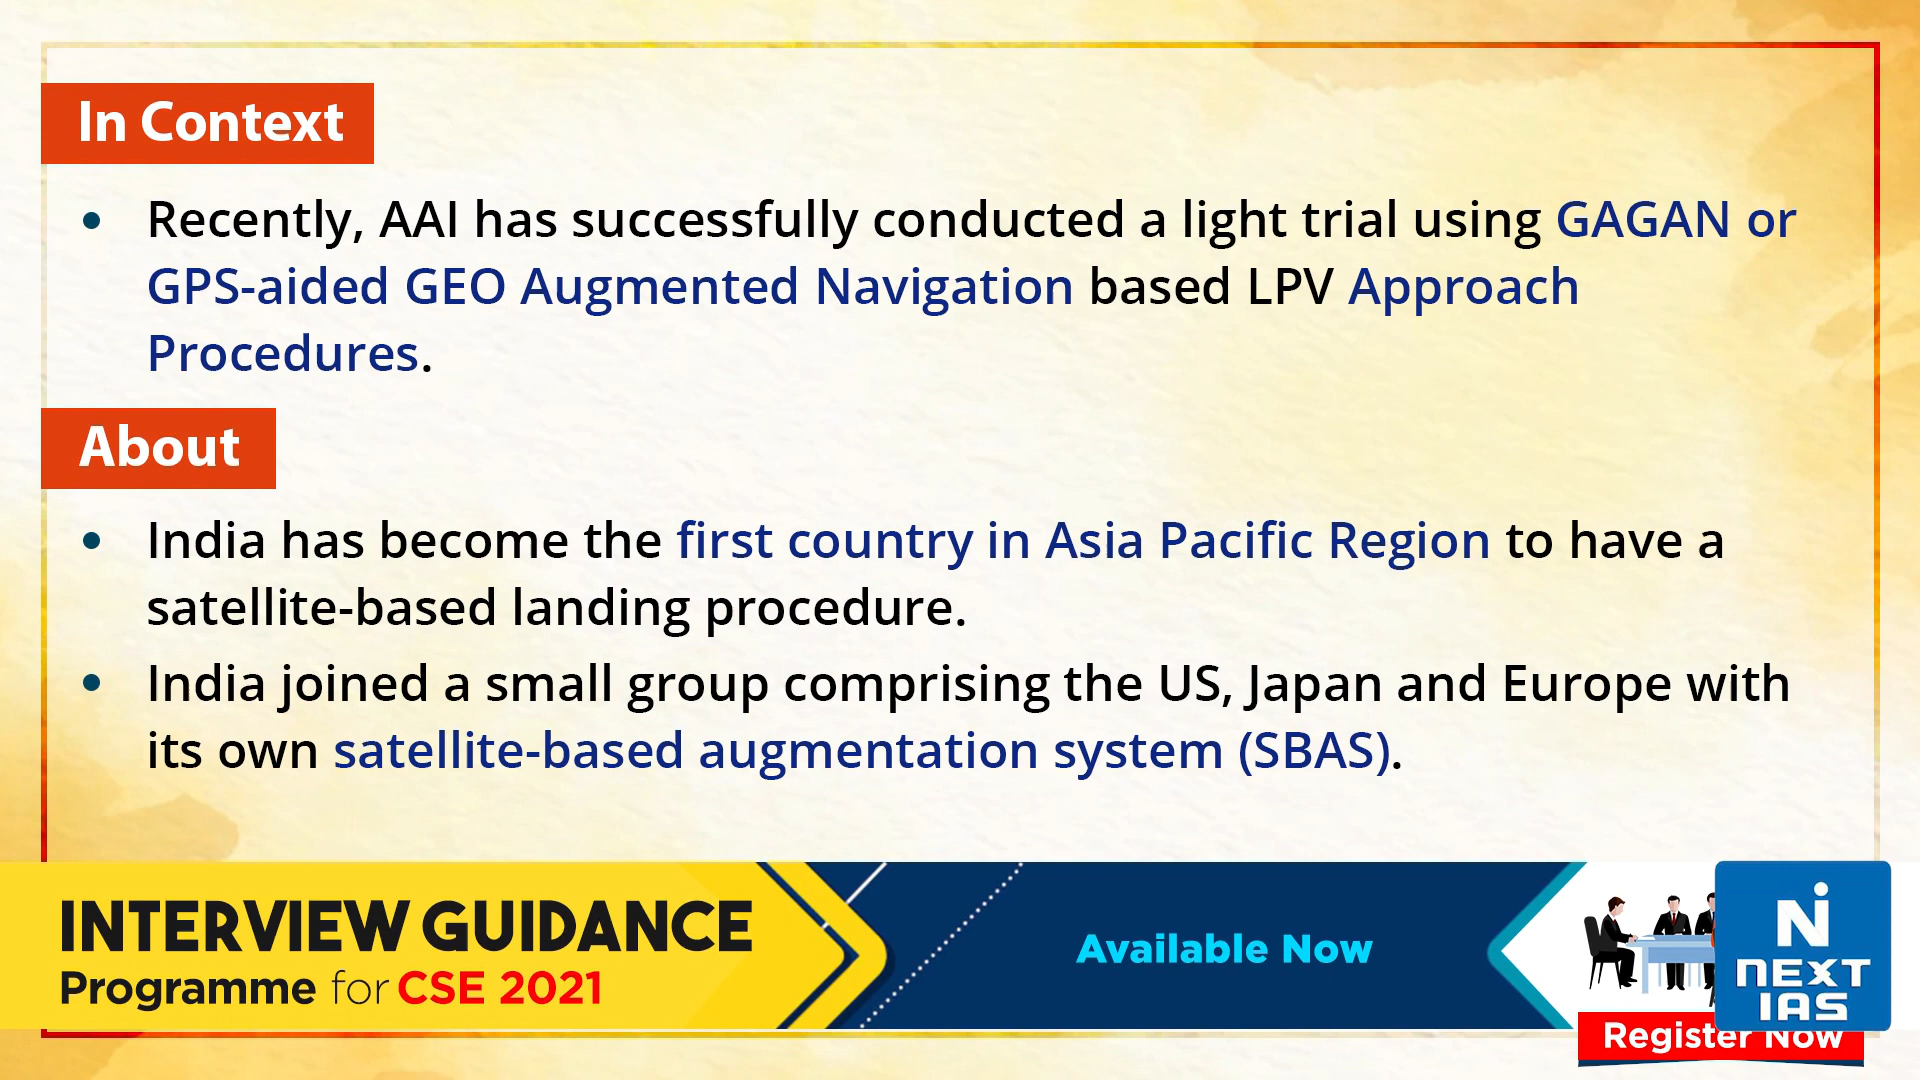 In Context
• Recently, AAI has successfully conducted a light trial using GAGAN or
GPS-aided GEO Augmented Navigation based LPV Approach
Procedures.
About
• India has become the first country in Asia Pacific Region to have a
satellite-based landing procedure.
• India joined a small group comprising the US, Japan and Europe with
its own satellite-based augmentation system (SBAS).
INTERVIEW GUIDANCE
Programme for CSE 2021
Available Now
N
NEXT
IAS
Register Now